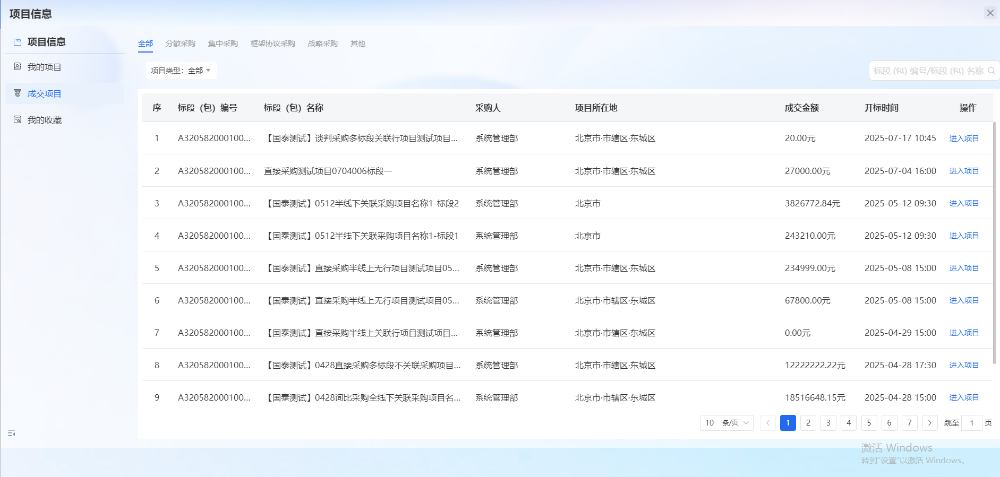 项目信息
项目信息
我的项目
成交项目
我的收藏
全部 分散采购 集中采购 框架协议采购 战略采购 其他
项目类型：全部
标段 (包) 编号/标段 (包) 名称
序 标段（包）编号 标段（包）名称 采购人 项目所在地 成交金额 开标时间 操作
1 A320582000100... 【国泰测试】谈判采购多标段关联行项目测试项目... 系统管理部 北京市·市辖区·东城区 20.00元 2025-07-17 10:45 进入项目
2 A320582000100... 直接采购测试项目0704006标段一 系统管理部 北京市·市辖区·东城区 27000.00元 2025-07-04 16:00 进入项目
3 A320582000100... 【国泰测试】0512半线下关联采购项目名称1-标段2 系统管理部 北京市 3826772.84元 2025-05-12 09:30 进入项目
4 A320582000100... 【国泰测试】0512半线下关联采购项目名称1-标段1 系统管理部 北京市 243210.00元 2025-05-12 09:30 进入项目
5 A320582000100... 【国泰测试】直接采购半线上无行项目测试项目05... 系统管理部 北京市·市辖区·东城区 234999.00元 2025-05-08 15:00 进入项目
6 A320582000100... 【国泰测试】直接采购半线上无行项目测试项目05... 系统管理部 北京市·市辖区·东城区 67800.00元 2025-05-08 15:00 进入项目
7 A320582000100... 【国泰测试】直接采购半线上关联行项目测试项目... 系统管理部 北京市·市辖区·东城区 0.00元 2025-04-29 15:00 进入项目
8 A320582000100... 【国泰测试】0428直接采购多标段不关联采购项目... 系统管理部 北京市·市辖区·东城区 12222222.22元 2025-04-28 17:30 进入项目
9 A320582000100... 【国泰测试】0428询比采购全线下关联采购项目名... 系统管理部 北京市·市辖区·东城区 18516648.15元 2025-04-28 15:00 进入项目
10 条/页 1 2 3 4 5 6 7 跳至 1 页
激活 Windows
转到"设置"以激活 Windows。